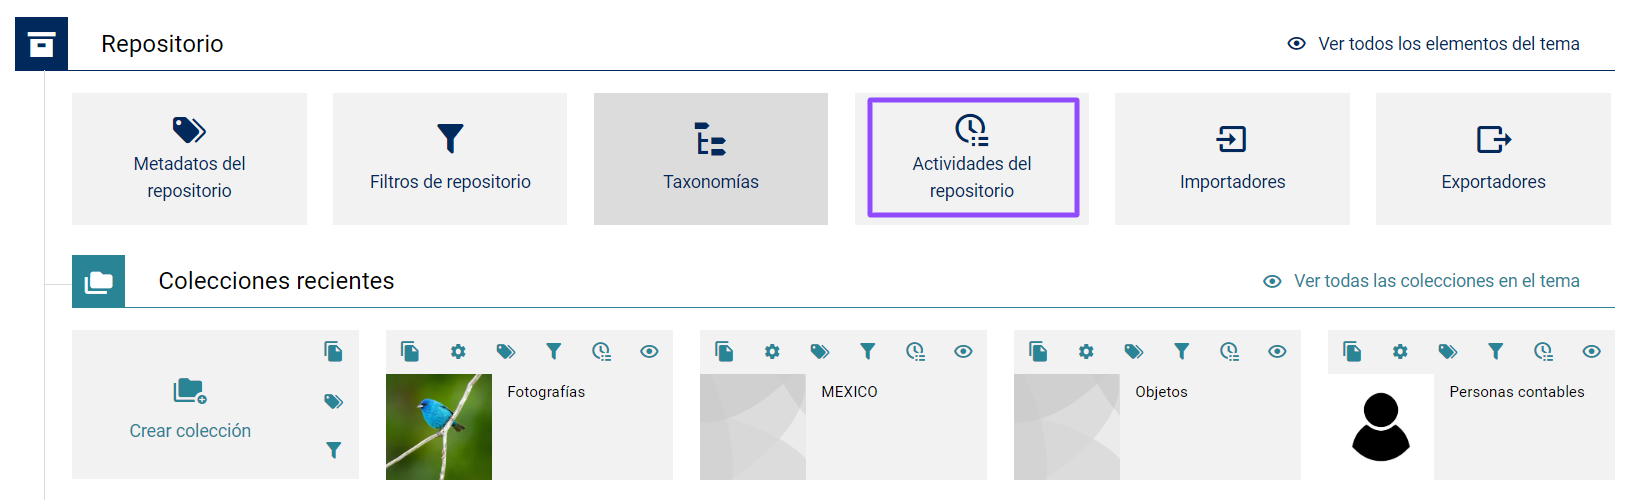 Repositorio
Ver todos los elementos del tema
Metadatos del
repositorio
Filtros de repositorio
Taxonomías
Actividades del
repositorio
Importadores
Exportadores
Colecciones recientes
Ver todas las colecciones en el tema
Crear colección
Fotografías
MEXICO
Objetos
Personas contables